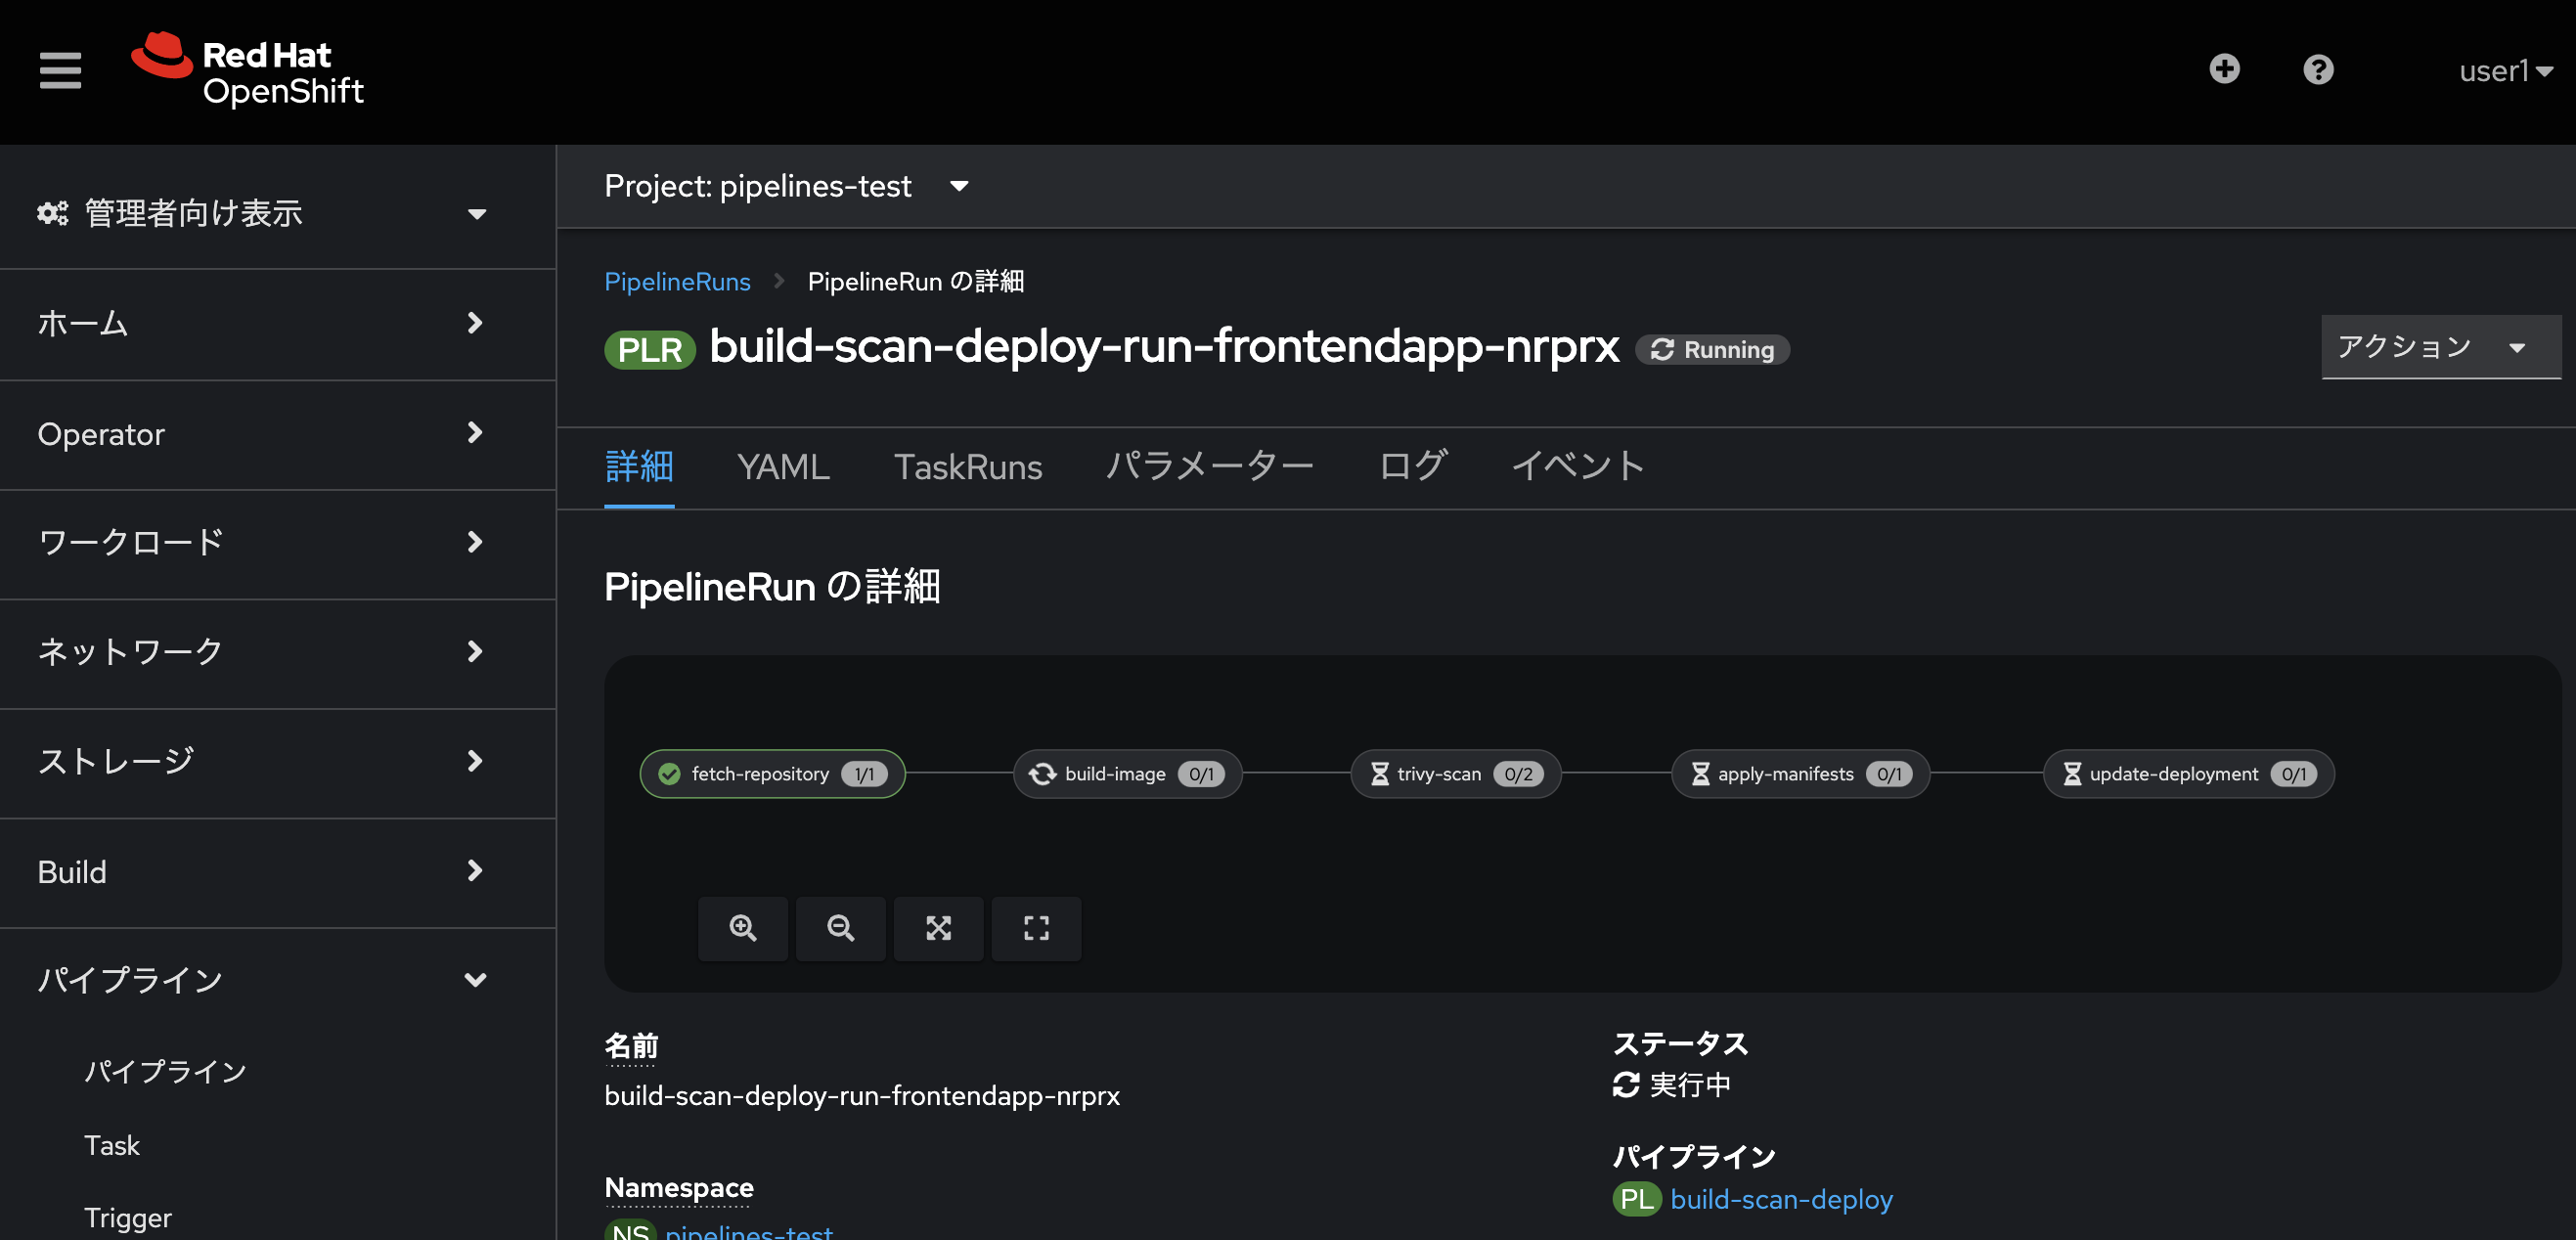 Red Hat
OpenShift
user1
管理者向け表示
ホーム
Operator
ワークロード
ネットワーク
ストレージ
Build
パイプライン
パイプライン
Task
Trigger
Project: pipelines-test
PipelineRuns
PipelineRun の詳細
PLR build-scan-deploy-run-frontendapp-nrprx Running
アクション
詳細 YAML TaskRuns パラメーター ログ イベント
PipelineRun の詳細
fetch-repository 1/1 build-image 0/1 trivy-scan 0/2 apply-manifests 0/1 update-deployment 0/1
名前
build-scan-deploy-run-frontendapp-nrprx
Namespace
NS pipelines-test
ステータス
実行中
パイプライン
PL build-scan-deploy